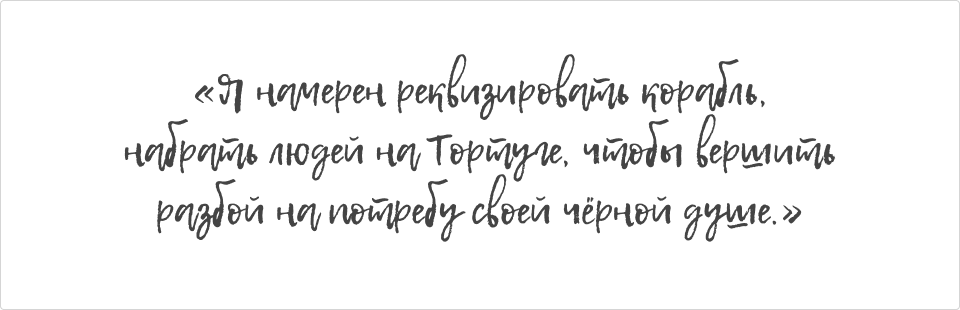 «Я намерен реквизировать корабль,
набрать людей на Тортуге, чтобы вершить
разбой на потребу своей чёрной душе.»